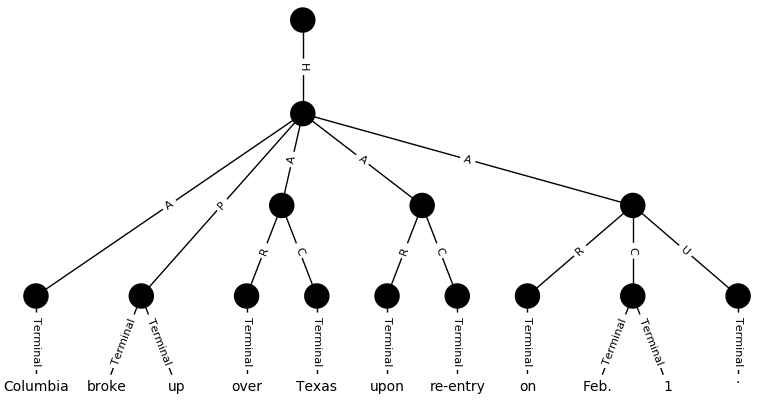 H
A P A A A
R C R C R C U
Terminal Terminal Terminal Terminal Terminal Terminal Terminal Terminal Terminal Terminal Terminal
Columbia broke up over Texas upon re-entry on Feb. 1 .